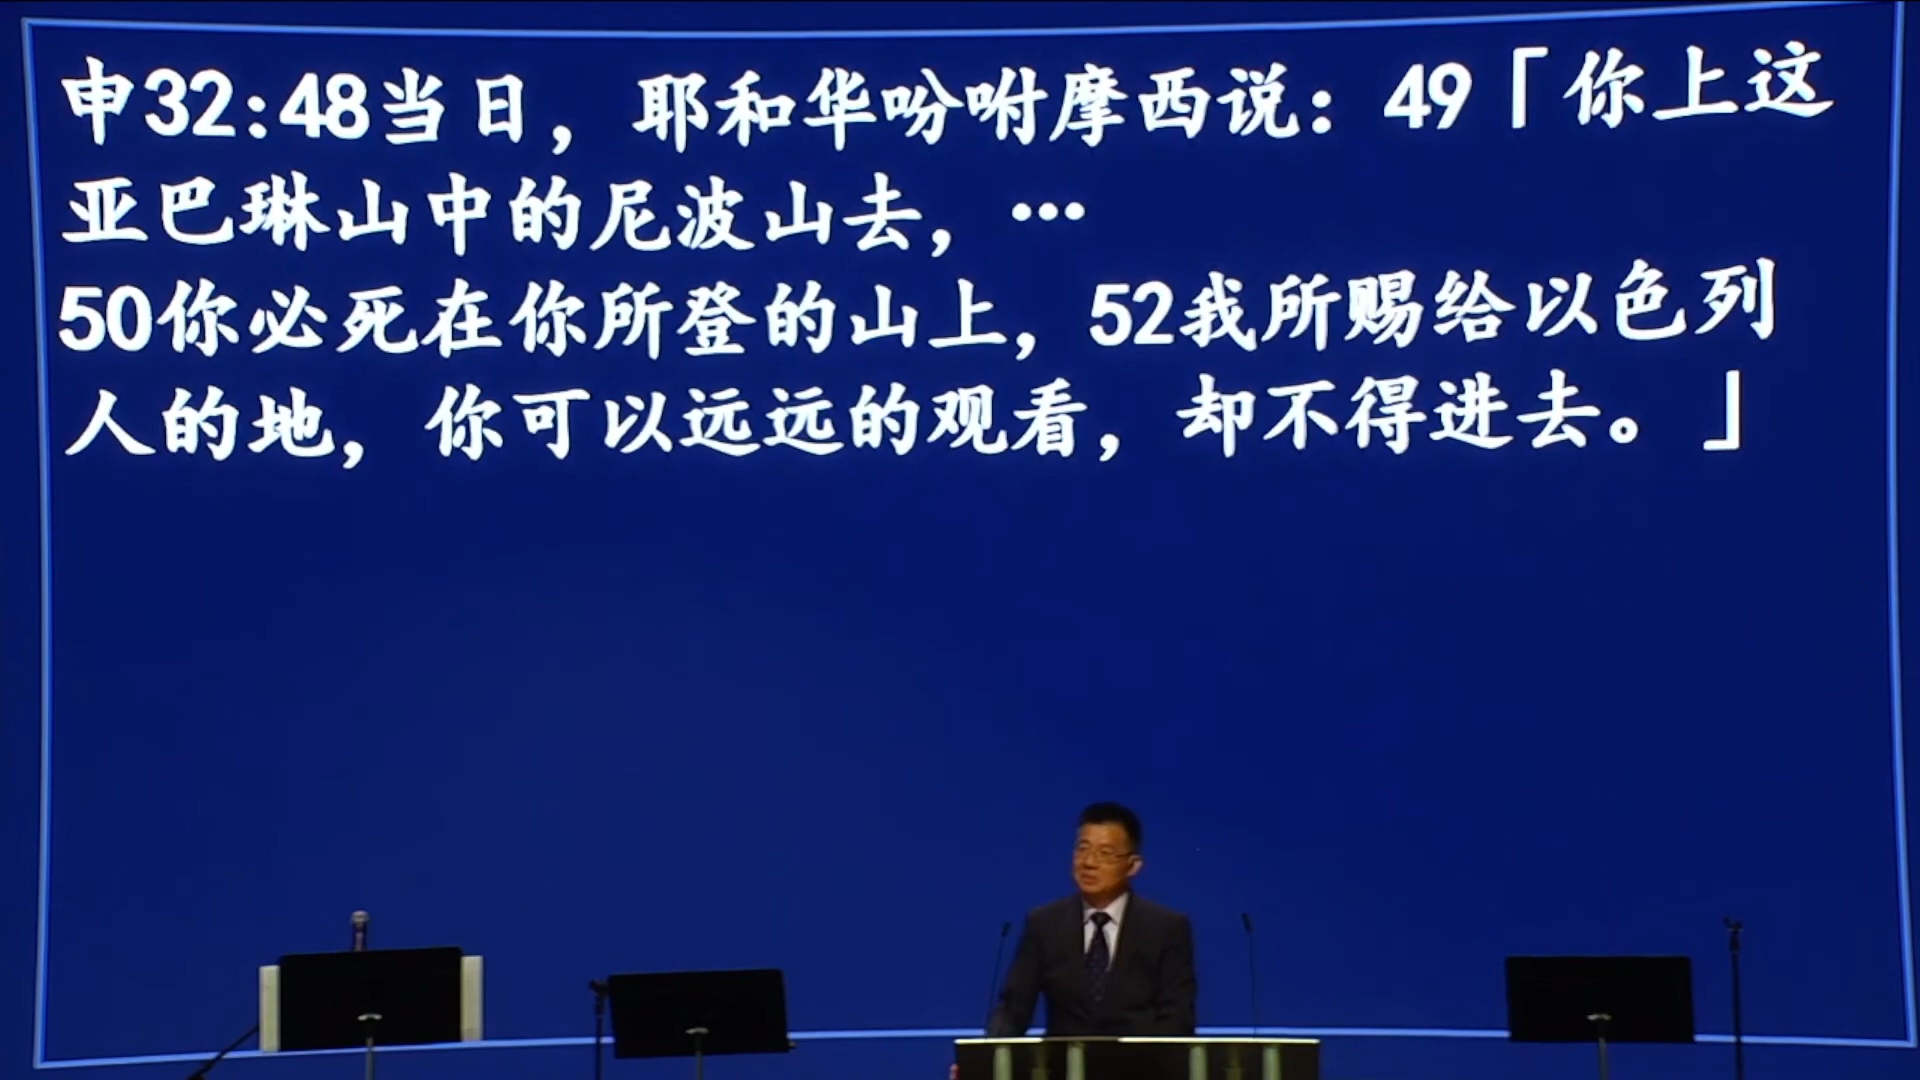 申32:48当日，耶和华吩咐摩西说：49「你上这
亚巴琳山中的尼波山去，…
50你必死在你所登的山上，52我所赐给以色列
人的地，你可以远远的观看，却不得进去。」